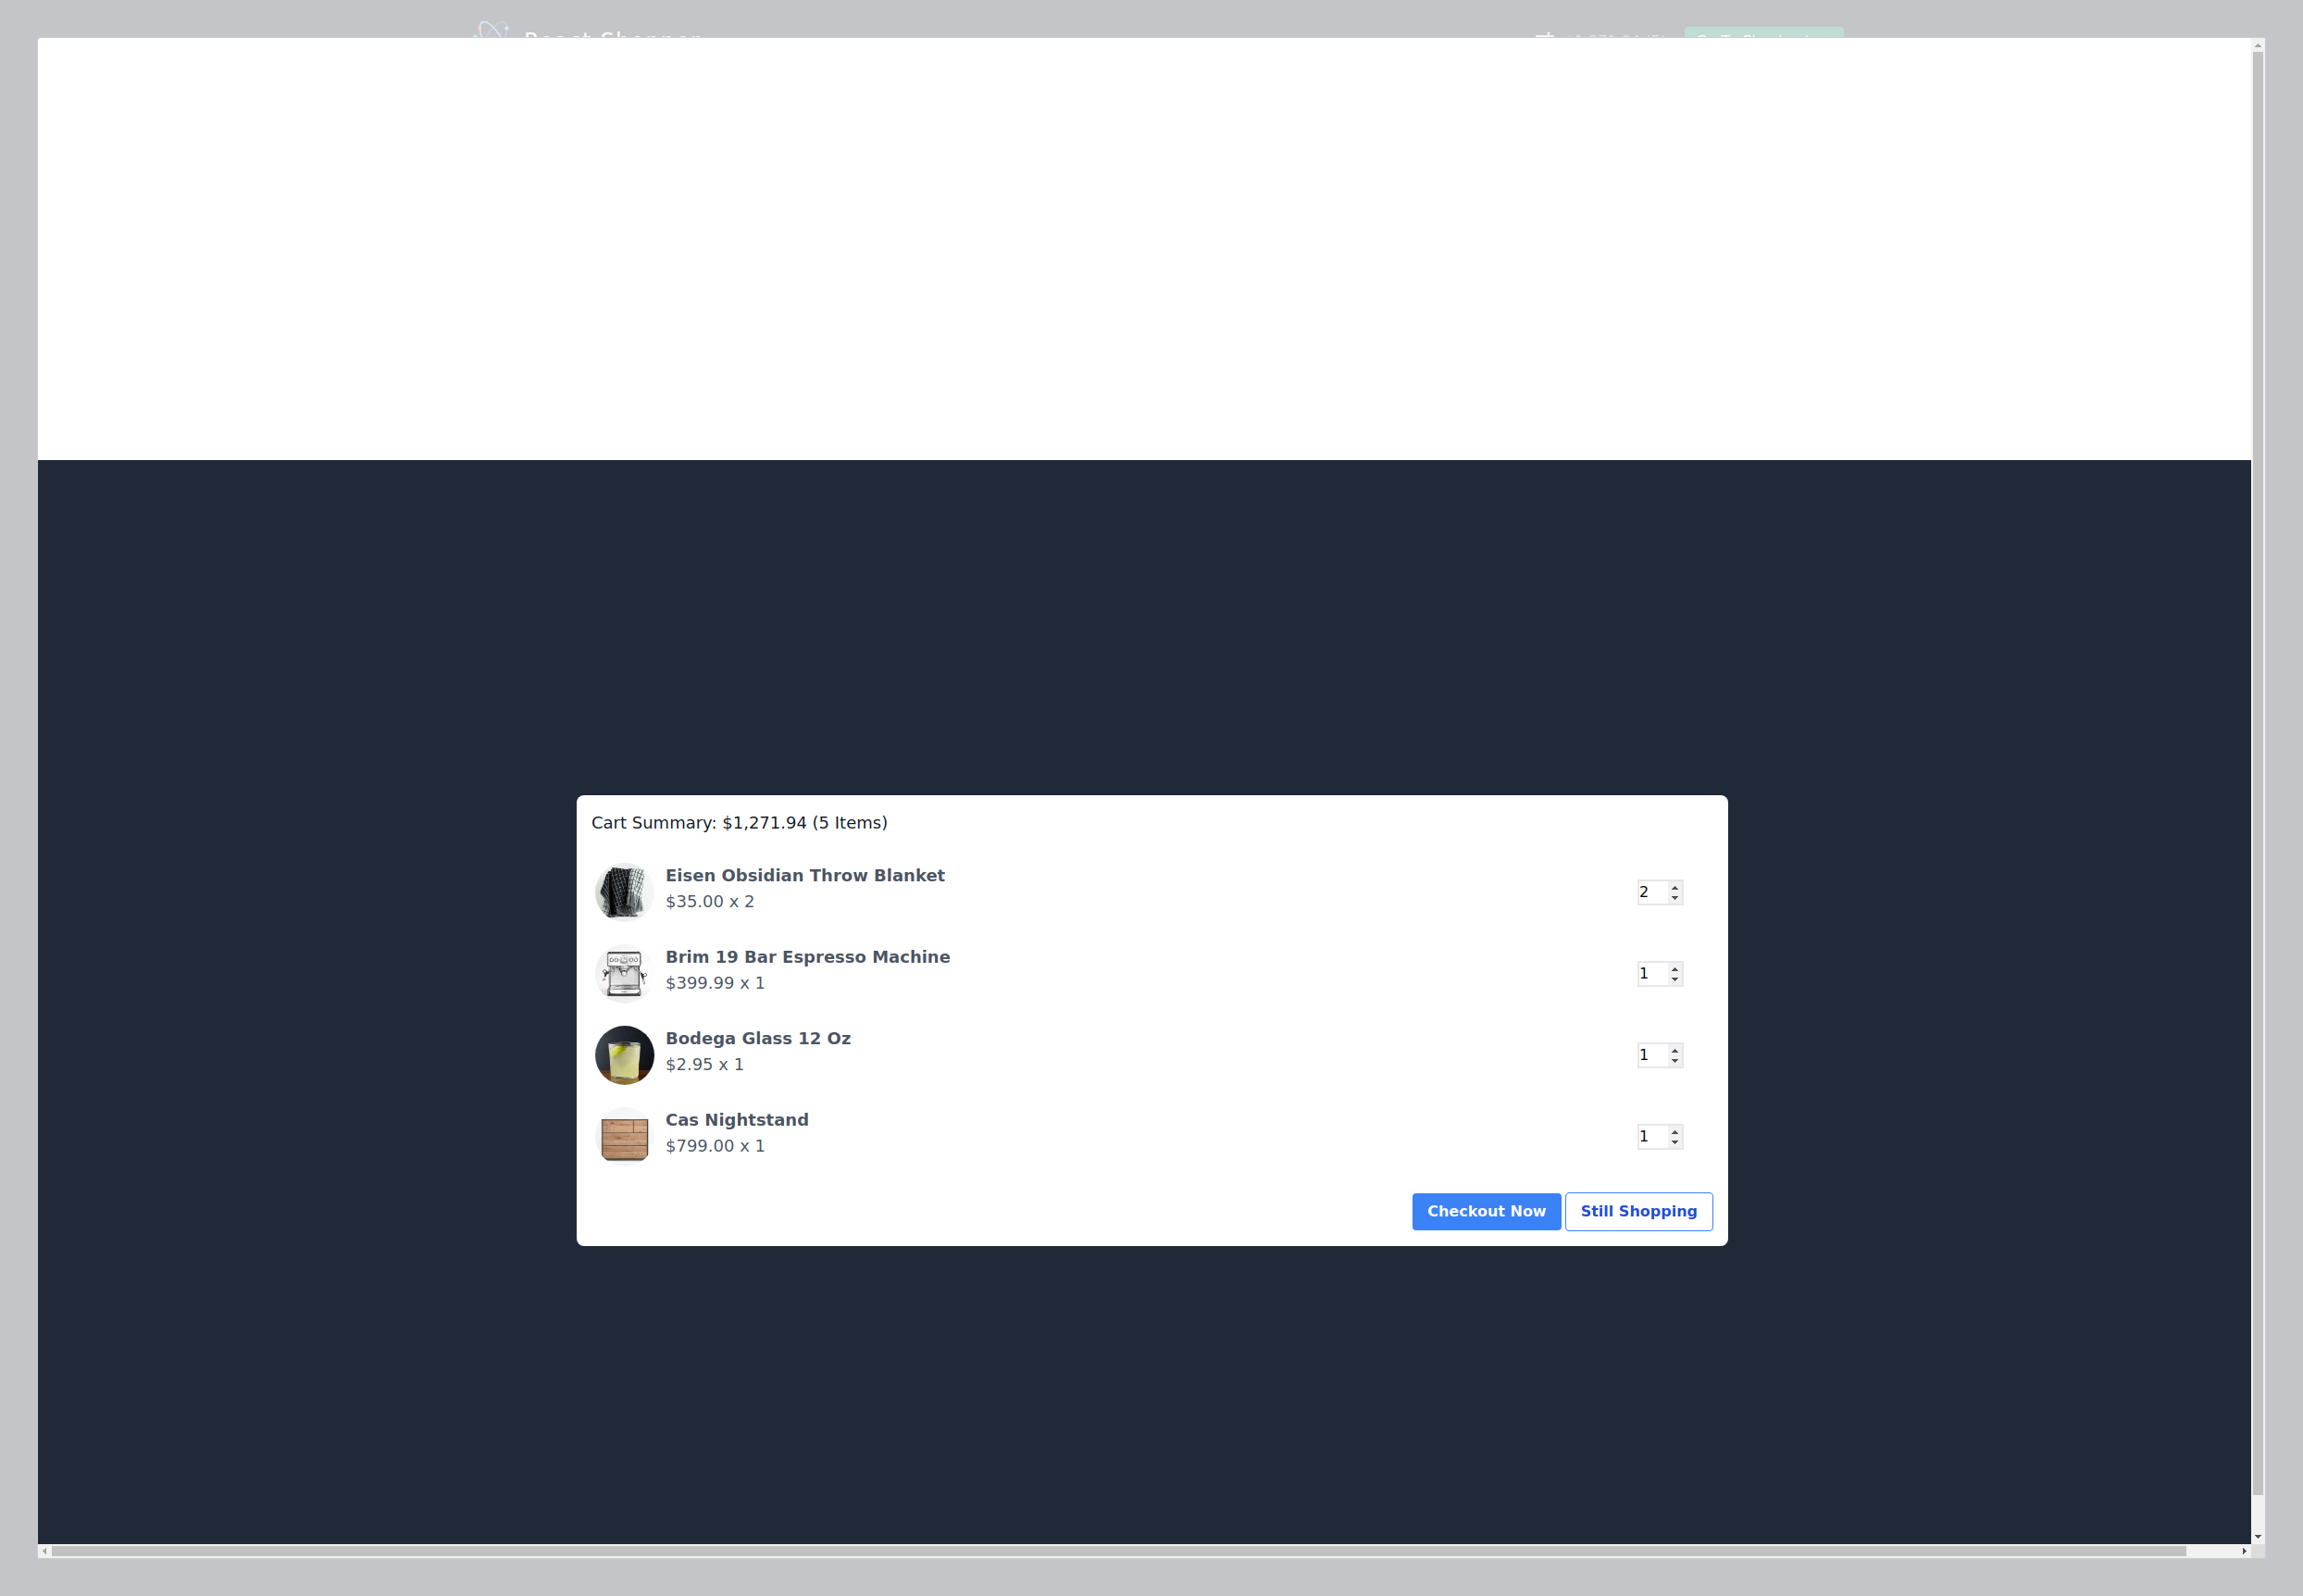 Cart Summary: $1,271.94 (5 Items)
Eisen Obsidian Throw Blanket
$35.00 x 2
2
Brim 19 Bar Espresso Machine
$399.99 x 1
1
Bodega Glass 12 Oz
$2.95 x 1
1
Cas Nightstand
$799.00 x 1
1
Checkout Now Still Shopping